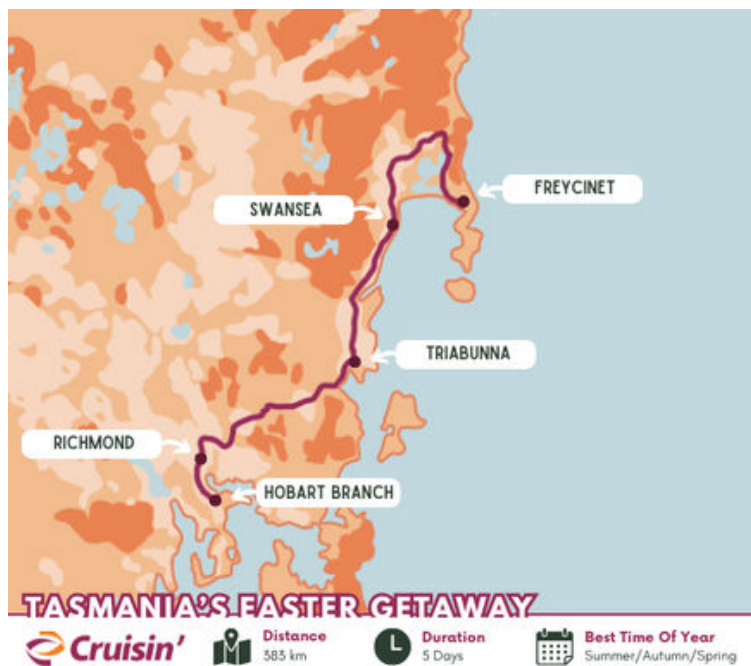 FREYCINET
SWANSEA
TRIABUNNA
RICHMOND
HOBART BRANCH
TASMANIA'S EASTER GETAWAY
Cruisin'
Distance
383 km
Duration
5 Days
Best Time Of Year
Summer/Autumn/Spring